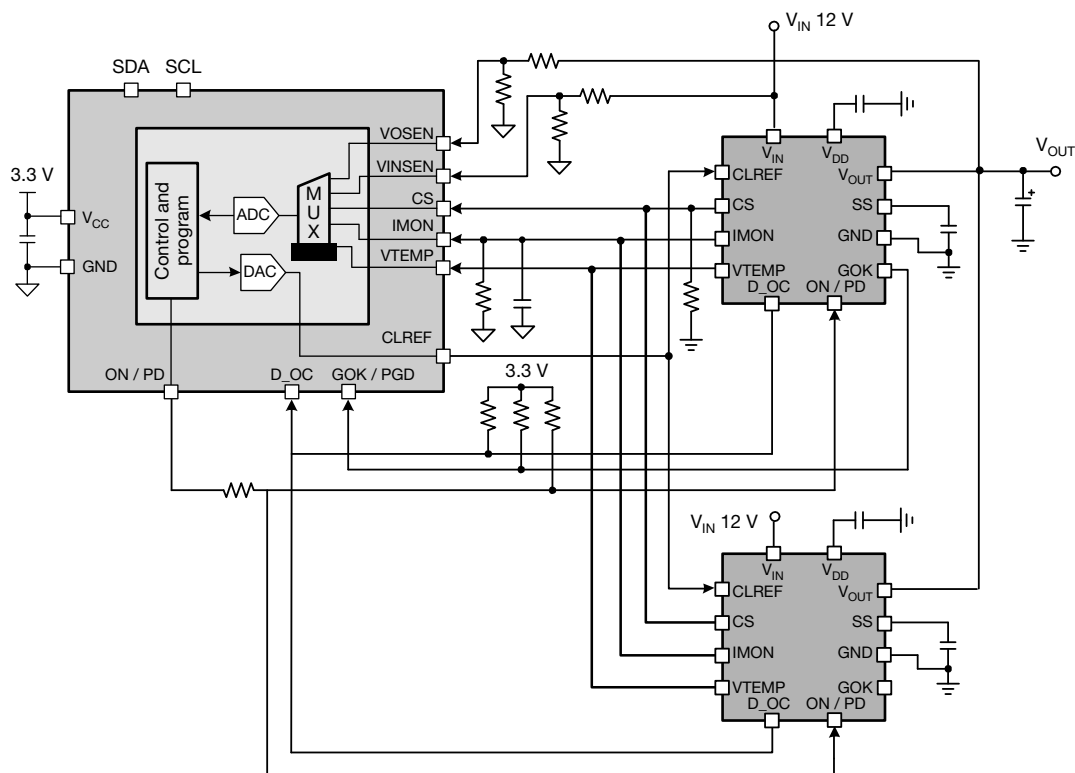 V_IN 12 V
SDA SCL
VOSEN
VINSEN
CS
IMON
VTEMP
CLREF
3.3 V
V_CC
GND
Control and program
ADC
DAC
MUX
ON / PD
D_OC
GOK / PGD
3.3 V
V_IN
V_DD
CLREF
CS
IMON
VTEMP
D_OC
ON / PD
V_OUT
SS
GND
GOK
V_OUT
V_IN 12 V
V_IN
V_DD
CLREF
CS
IMON
VTEMP
D_OC
ON / PD
V_OUT
SS
GND
GOK